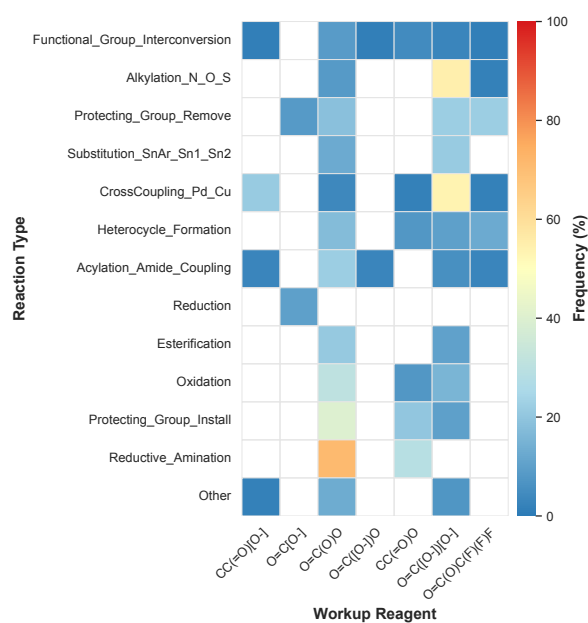 Functional_Group_Interconversion
Alkylation_N_O_S
Protecting_Group_Remove
Substitution_SnAr_Sn1_Sn2
CrossCoupling_Pd_Cu
Heterocycle_Formation
Acylation_Amide_Coupling
Reduction
Esterification
Oxidation
Protecting_Group_Install
Reductive_Amination
Other
Reaction Type
CC(=O)[O-]
O=C[O-]
O=C(O)O
O=C([O-])O
CC(=O)O
O=C([O-])[O-]
O=C(O)C(F)(F)F
Workup Reagent
100
80
60
40
20
0
Frequency (%)